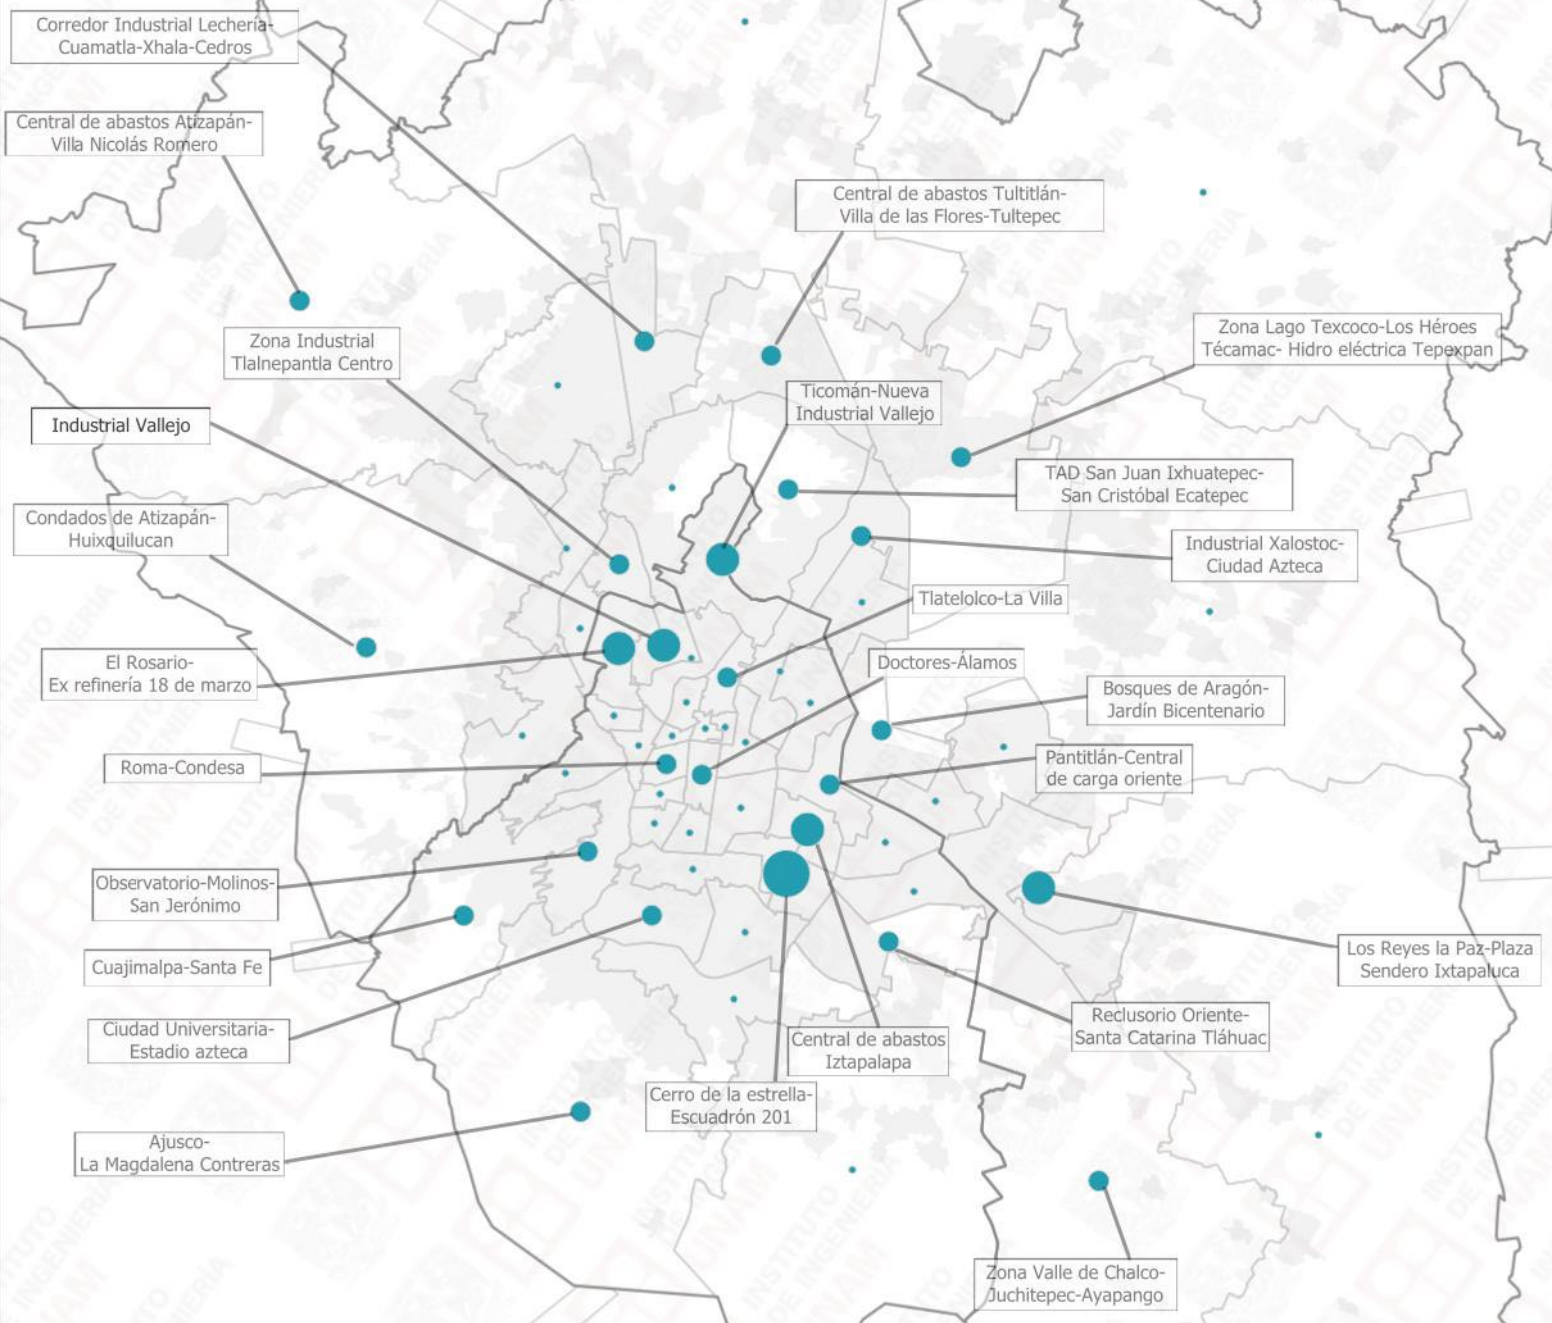 Corredor Industrial Lechería-
Cuamatla-Xhala-Cedros
Central de abastos Atizapán-
Villa Nicolás Romero
Central de abastos Tultitlán-
Villa de las Flores-Tultepec
Zona Industrial
Tlalnepantla Centro
Zona Lago Texcoco-Los Héroes
Técamac- Hidro eléctrica Tepexpan
Ticomán-Nueva
Industrial Vallejo
Industrial Vallejo
TAD San Juan Ixhuatepec-
San Cristóbal Ecatepec
Condados de Atizapán-
Huixquilucan
Industrial Xalostoc-
Ciudad Azteca
Tlatelolco-La Villa
El Rosario-
Ex refinería 18 de marzo
Doctores-Álamos
Bosques de Aragón-
Jardín Bicentenario
Roma-Condesa
Pantitlán-Central
de carga oriente
Observatorio-Molinos-
San Jerónimo
Cuajimalpa-Santa Fe
Los Reyes la Paz-Plaza
Sendero Ixtapaluca
Ciudad Universitaria-
Estadio azteca
Central de abastos
Iztapalapa
Reclusorio Oriente-
Santa Catarina Tláhuac
Cerro de la estrella-
Escuadrón 201
Ajusco-
La Magdalena Contreras
Zona Valle de Chalco-
Juchitepec-Ayapango
INSTITUTO
DE INGENIERÍA
UNAM